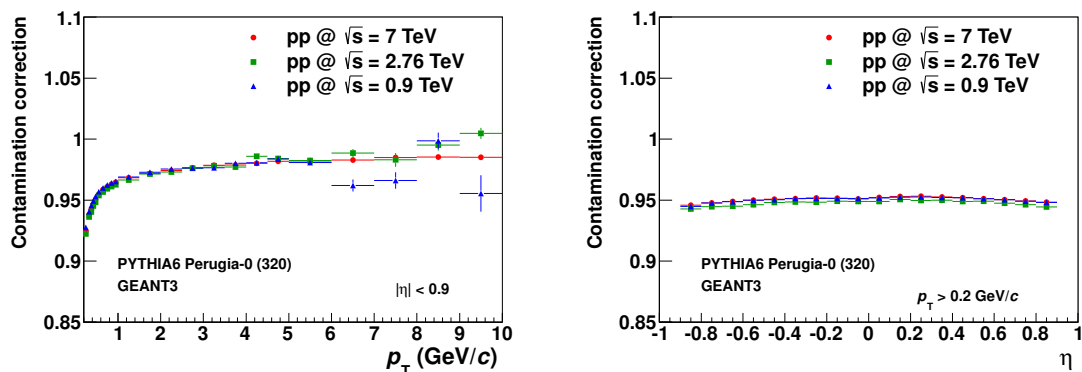 Contamination correction
1.1
1.05
1
0.95
0.9
0.85
pp @ √s = 7 TeV
pp @ √s = 2.76 TeV
pp @ √s = 0.9 TeV
PYTHIA6 Perugia-0 (320)
GEANT3
|η| < 0.9
1 2 3 4 5 6 7 8 9 10
p_T (GeV/c)
Contamination correction
1.1
1.05
1
0.95
0.9
0.85
pp @ √s = 7 TeV
pp @ √s = 2.76 TeV
pp @ √s = 0.9 TeV
PYTHIA6 Perugia-0 (320)
GEANT3
p_T > 0.2 GeV/c
-1 -0.8 -0.6 -0.4 -0.2 0 0.2 0.4 0.6 0.8 1
η